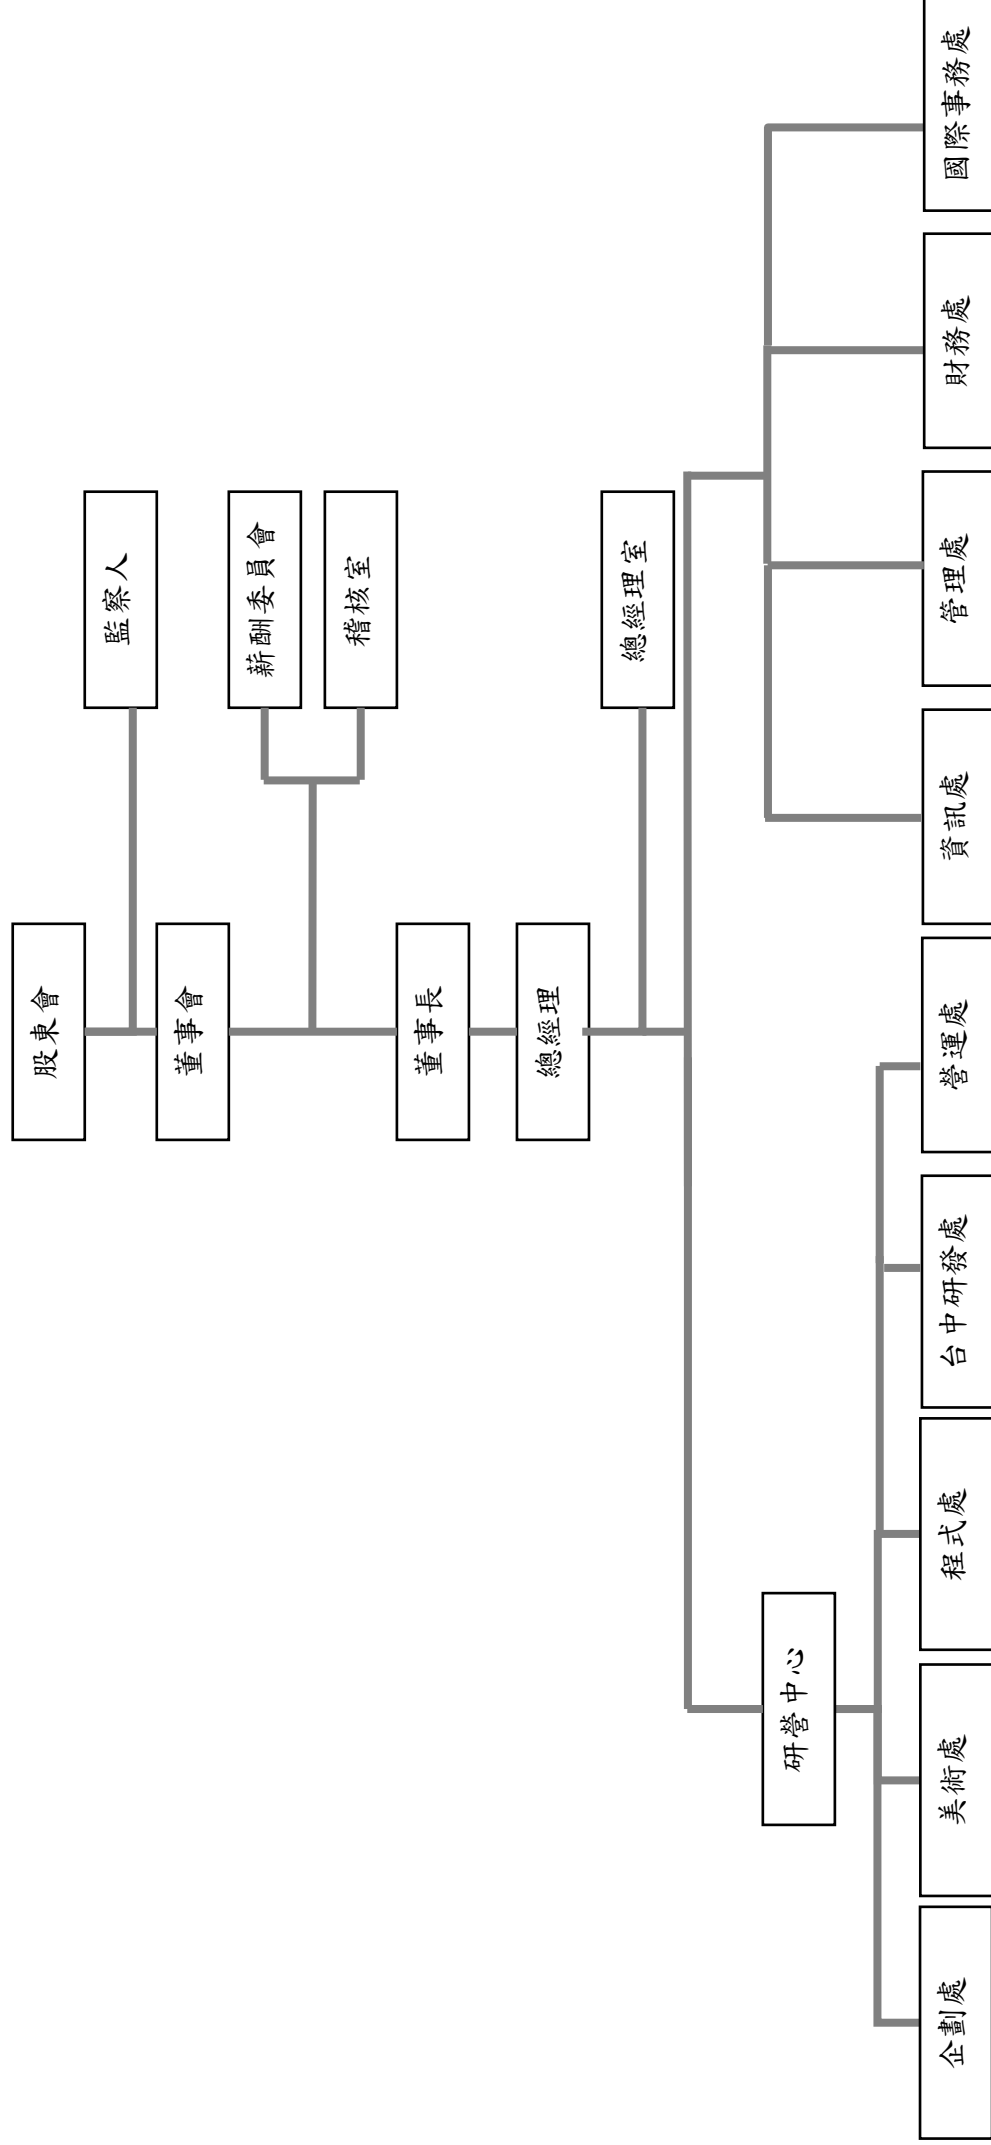 股東會
監察人
董事會
薪酬委員會
稽核室
董事長
總經理
總經理室
研營中心
企劃處
美術處
程式處
台中研發處
營運處
資訊處
管理處
財務處
國際事務處